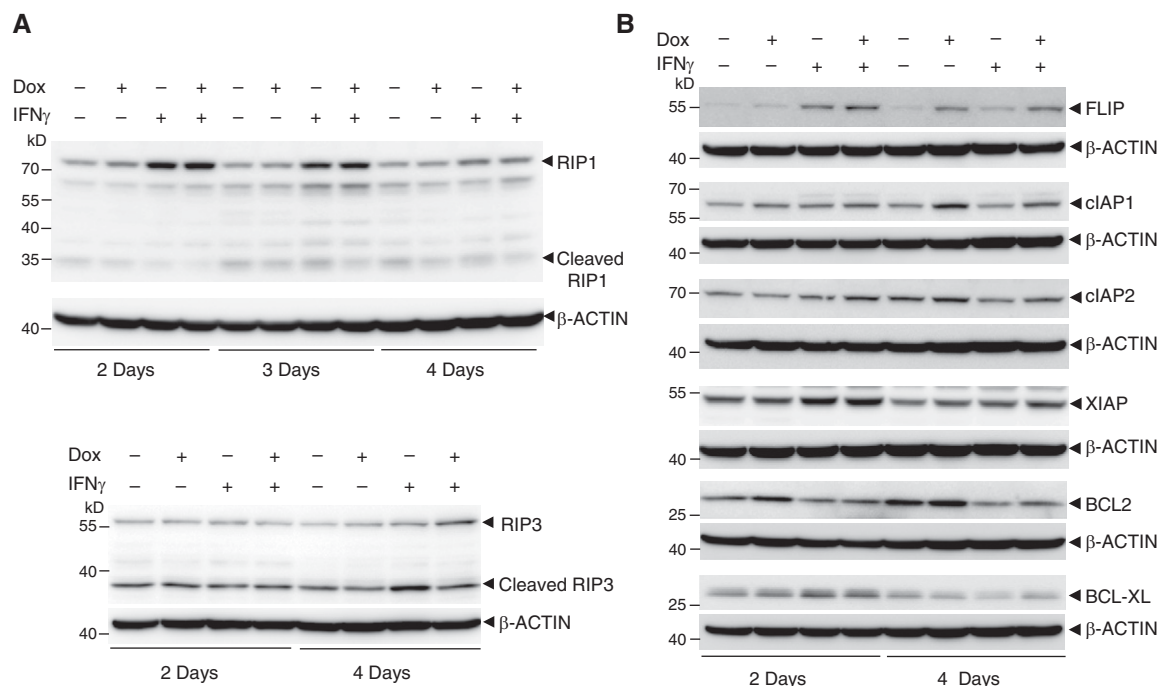 A
Dox – + – + – + – + – + – +
IFNγ – – + + – – + + – – + +
kD
70
RIP1
55
40
35
Cleaved
RIP1
40
β-ACTIN
2 Days 3 Days 4 Days
Dox – + – + – + – +
IFNγ – – + + – – + +
kD
55
RIP3
40
Cleaved RIP3
40
β-ACTIN
2 Days 4 Days
B
Dox – + – + – + – +
IFNγ – – + + – – + +
kD
55
FLIP
40
β-ACTIN
70
55
cIAP1
40
β-ACTIN
70
cIAP2
40
β-ACTIN
55
XIAP
40
β-ACTIN
25
BCL2
40
β-ACTIN
25
BCL-XL
40
β-ACTIN
2 Days 4 Days